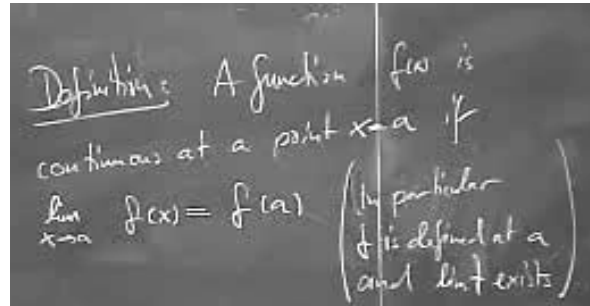 Definition: A function f(x) is
continuous at a point x=a if
lim x→a f(x) = f(a)
(In particular
f is defined at a
and limit exists)